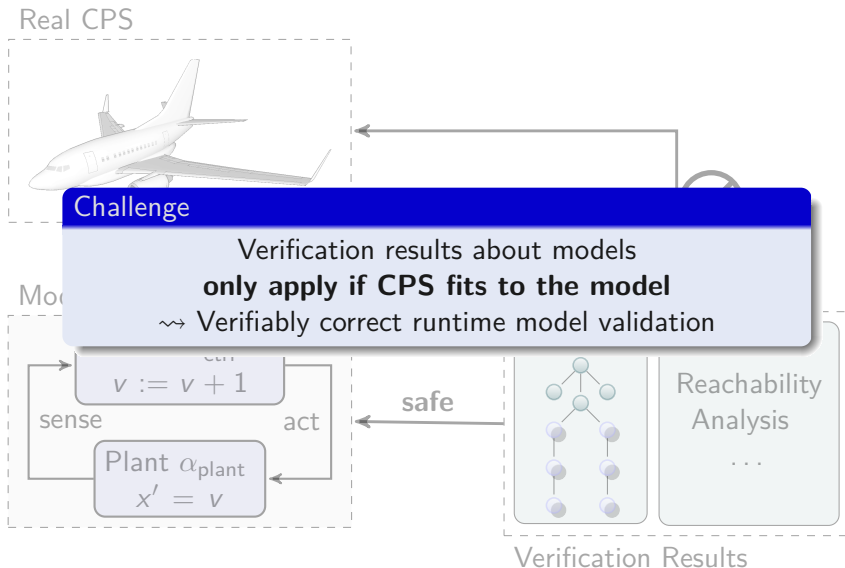 Real CPS
Challenge
Verification results about models
only apply if CPS fits to the model
⇝ Verifiably correct runtime model validation
v := v + 1
sense
act
safe
Reachability
Analysis
. . .
Plant α_plant
x′ = v
Verification Results